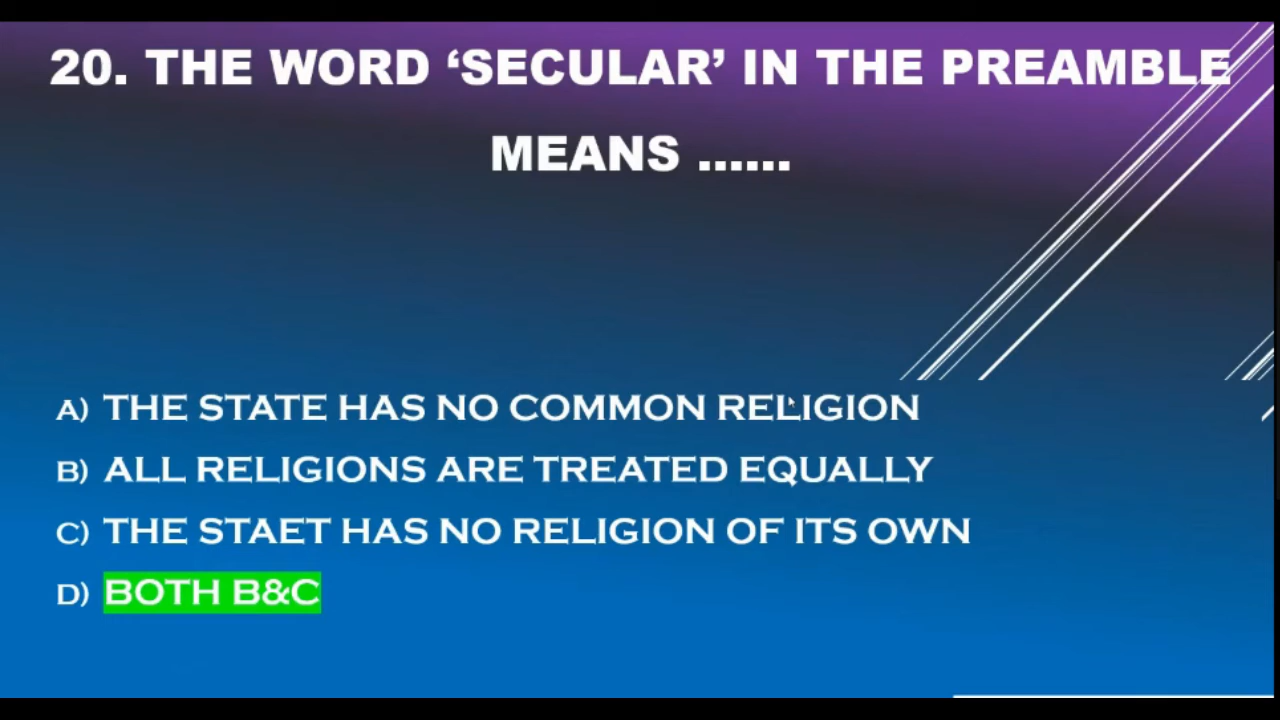 20. THE WORD ‘SECULAR’ IN THE PREAMBLE
MEANS ......
A) THE STATE HAS NO COMMON RELIGION
B) ALL RELIGIONS ARE TREATED EQUALLY
C) THE STAET HAS NO RELIGION OF ITS OWN
D) BOTH B&C